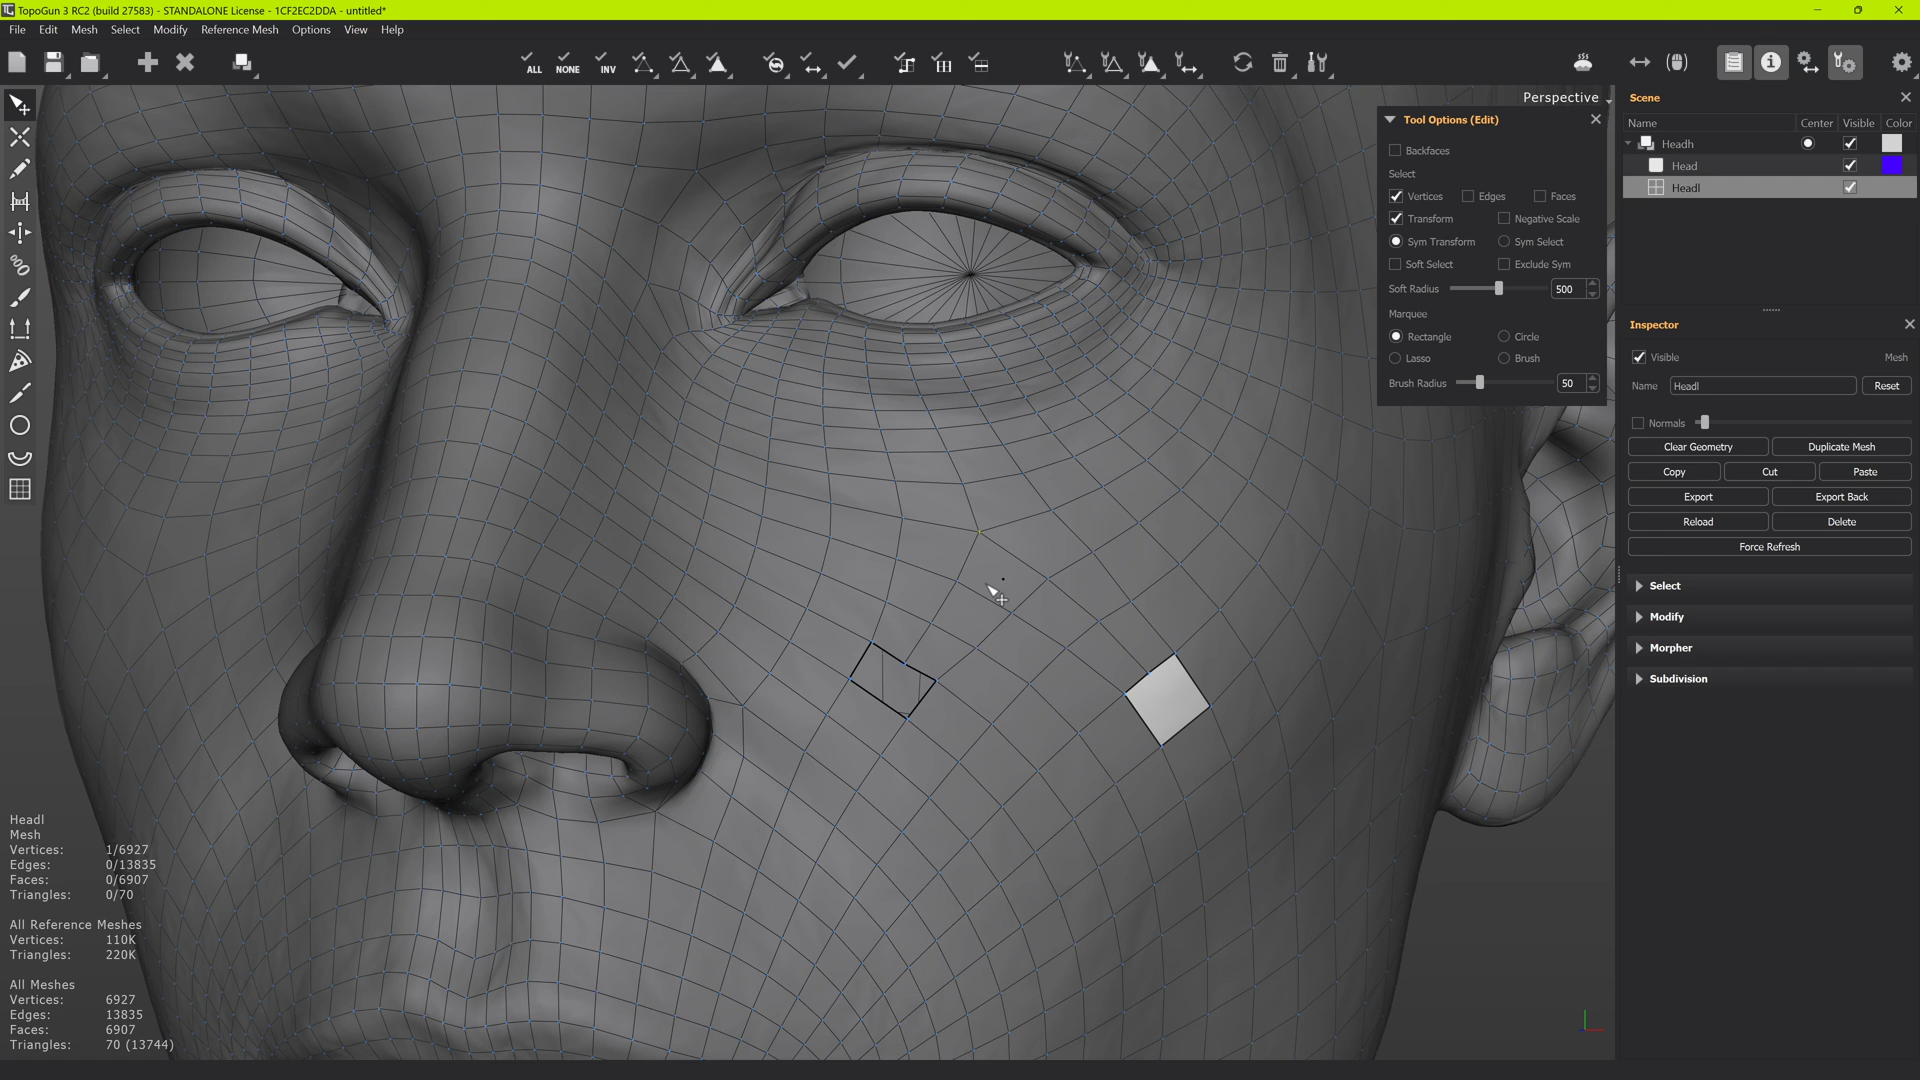 TopoGun 3 RC2 (build 27583) - STANDALONE License - 1CF2EC2DDA - untitled*
File Edit Mesh Select Modify Reference Mesh Options View Help
ALL NONE INV
Perspective
Tool Options (Edit)
Backfaces
Select
Vertices Edges Faces
Transform Negative Scale
Sym Transform Sym Select
Soft Select Exclude Sym
Soft Radius 500
Marquee
Rectangle Circle
Lasso Brush
Brush Radius 50
Scene
Name Center Visible Color
Headh
Head
Headl
Inspector
Visible Mesh
Name Headl Reset
Normals
Clear Geometry Duplicate Mesh
Copy Cut Paste
Export Export Back
Reload Delete
Force Refresh
Select
Modify
Morpher
Subdivision
Headl
Mesh
Vertices: 1/6927
Edges: 0/13835
Faces: 0/6907
Triangles: 0/70
All Reference Meshes
Vertices: 110K
Triangles: 220K
All Meshes
Vertices: 6927
Edges: 13835
Faces: 6907
Triangles: 70 (13744)